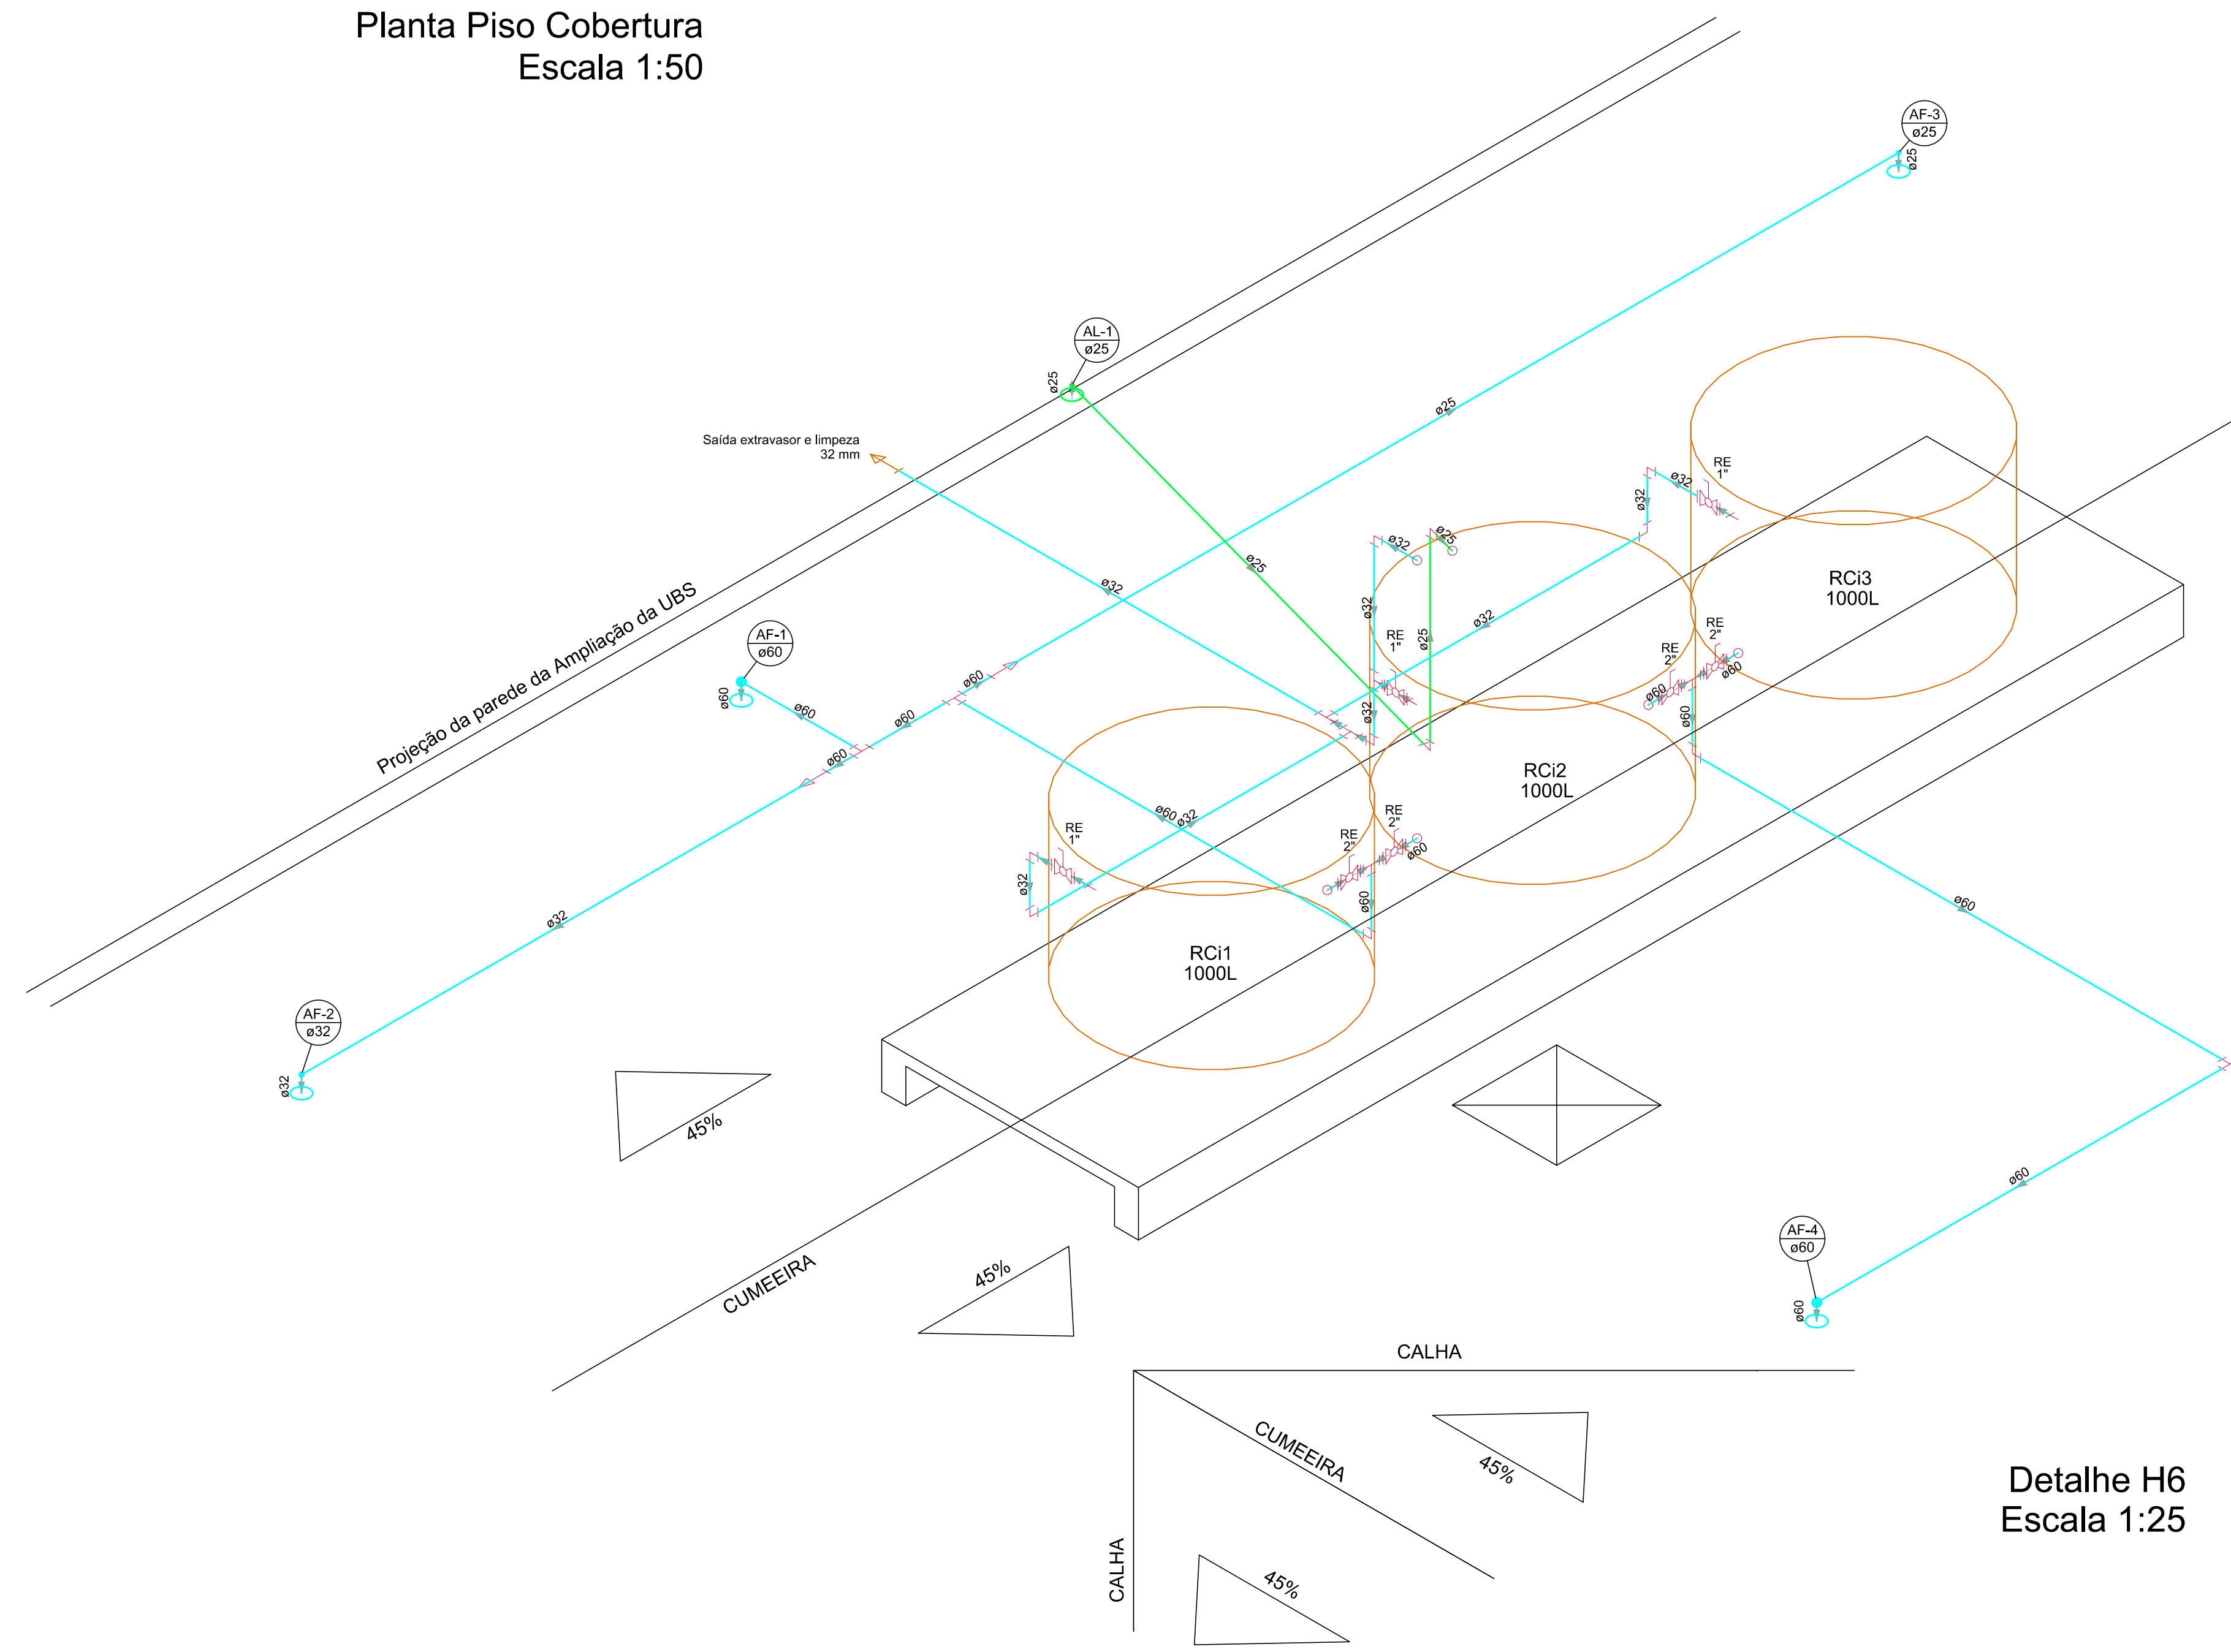 Planta Piso Cobertura
Escala 1:50
AF-3
ø25
ø25
AL-1
ø25
ø25
ø25
Saída extravasor e limpeza
32 mm
RE
1"
ø32
ø32
ø25
ø32
ø25
RCi3
1000L
ø32
ø32
ø32
RE
1"
ø25
RE
2"
RE
2"
ø60
ø60
Projeção da parede da Ampliação da UBS
AF-1
ø60
ø60
ø60
ø60
ø60
ø60
ø32
ø60
RCi2
1000L
ø60
ø32
RE
2"
RE
2"
ø60
RE
1"
ø32
ø60
ø32
ø60
RCi1
1000L
AF-2
ø32
ø32
45%
ø60
AF-4
ø60
ø60
45%
CUMEEIRA
CALHA
CUMEEIRA
45%
Detalhe H6
Escala 1:25
CALHA
45%